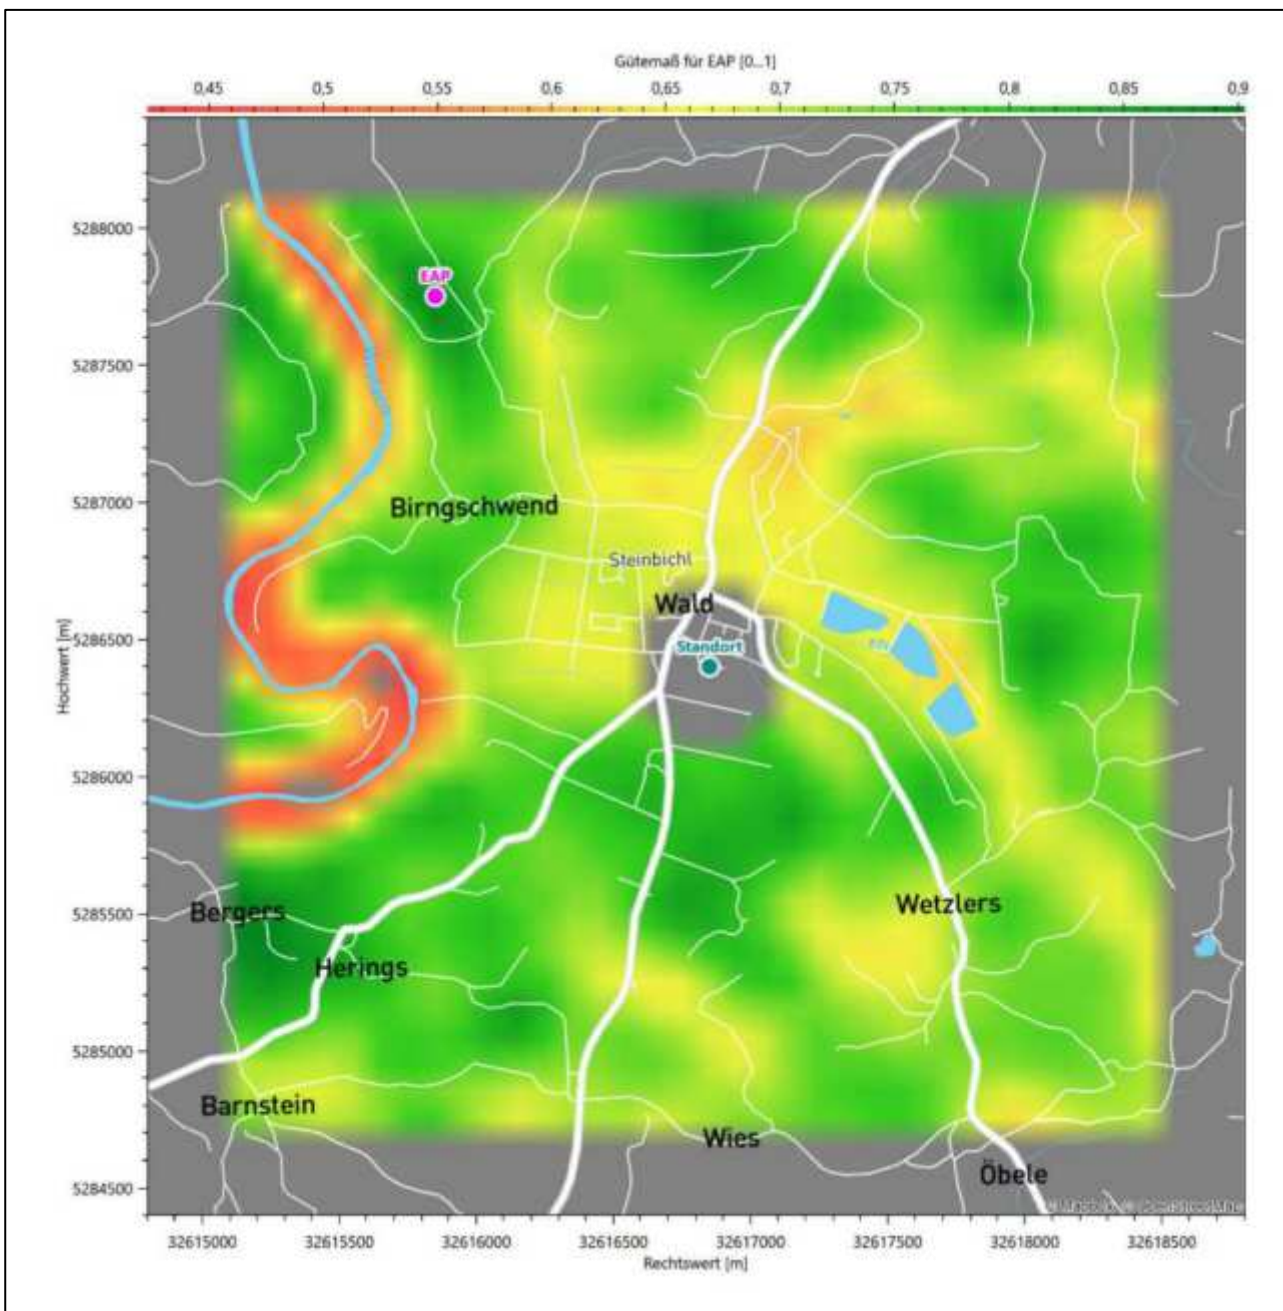 Gütemaß für EAP [0...1]
0,45 0,5 0,55 0,6 0,65 0,7 0,75 0,8 0,85 0,9
5288000
EAP
5287500
5287000
Birngschwend
Steinbichl
Wald
5286500
Standort
Hochwert [m]
5286000
5285500
Bergers
Wetzlers
Herings
5285000
Barnstein
Wies
5284500
Öbele
© Mapbox, © OpenStreetMap
32615000 32615500 32616000 32616500 32617000 32617500 32618000 32618500
Rechtswert [m]